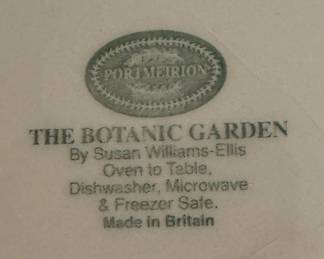 PORTMEIRION
THE BOTANIC GARDEN
By Susan Williams-Ellis
Oven to Table,
Dishwasher, Microwave
& Freezer Safe.
Made in Britain